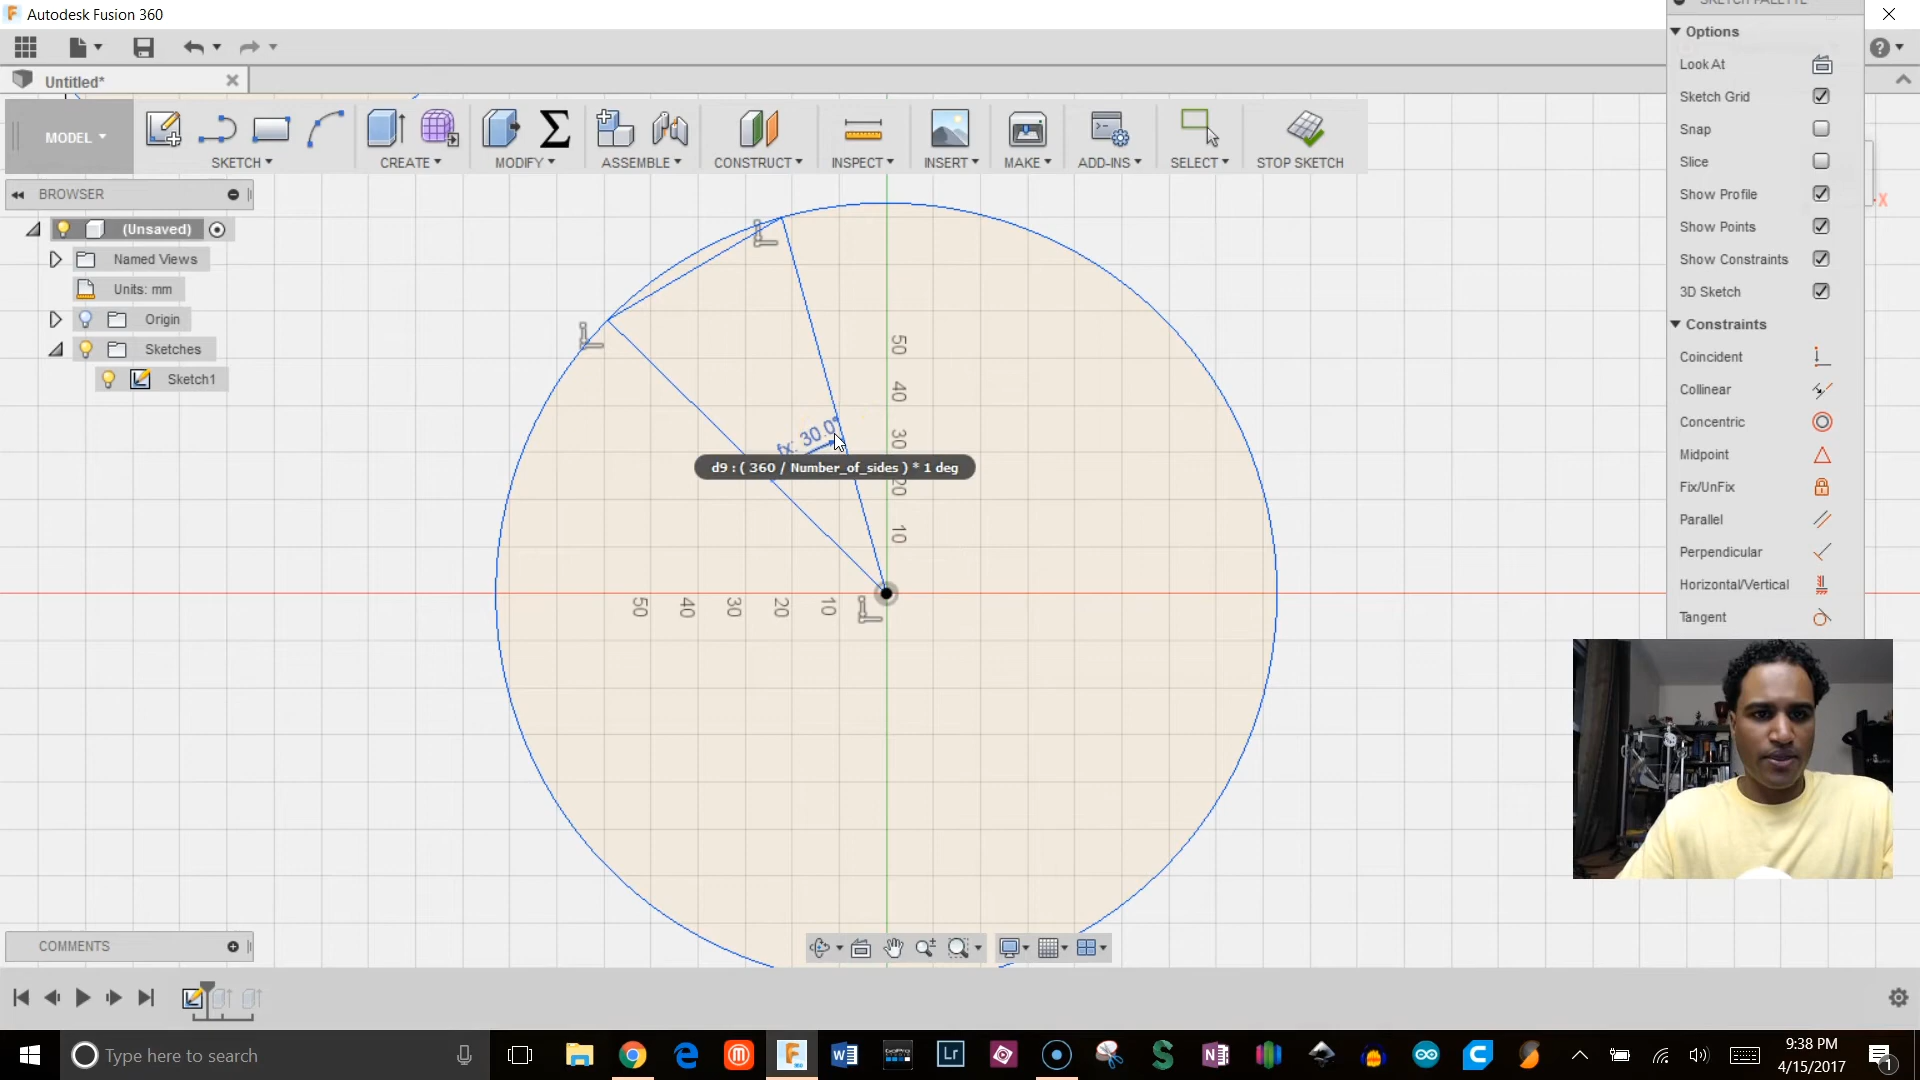 Autodesk Fusion 360
SKETCH PALETTE
Options
Look At
Sketch Grid
Snap
Slice
Show Profile
Show Points
Show Constraints
3D Sketch
Constraints
Coincident
Collinear
Concentric
Midpoint
Fix/UnFix
Parallel
Perpendicular
Horizontal/Vertical
Tangent
Untitled*
MODEL
SKETCH
CREATE
MODIFY
ASSEMBLE
CONSTRUCT
INSPECT
INSERT
MAKE
ADD-INS
SELECT
STOP SKETCH
X
BROWSER
(Unsaved)
Named Views
Units: mm
Origin
Sketches
Sketch1
50
40
30
20
10
fx: 30.0°
d9 : ( 360 / Number_of_sides ) * 1 deg
50
40
30
20
10
COMMENTS
Type here to search
Lr
9:38 PM
4/15/2017
1